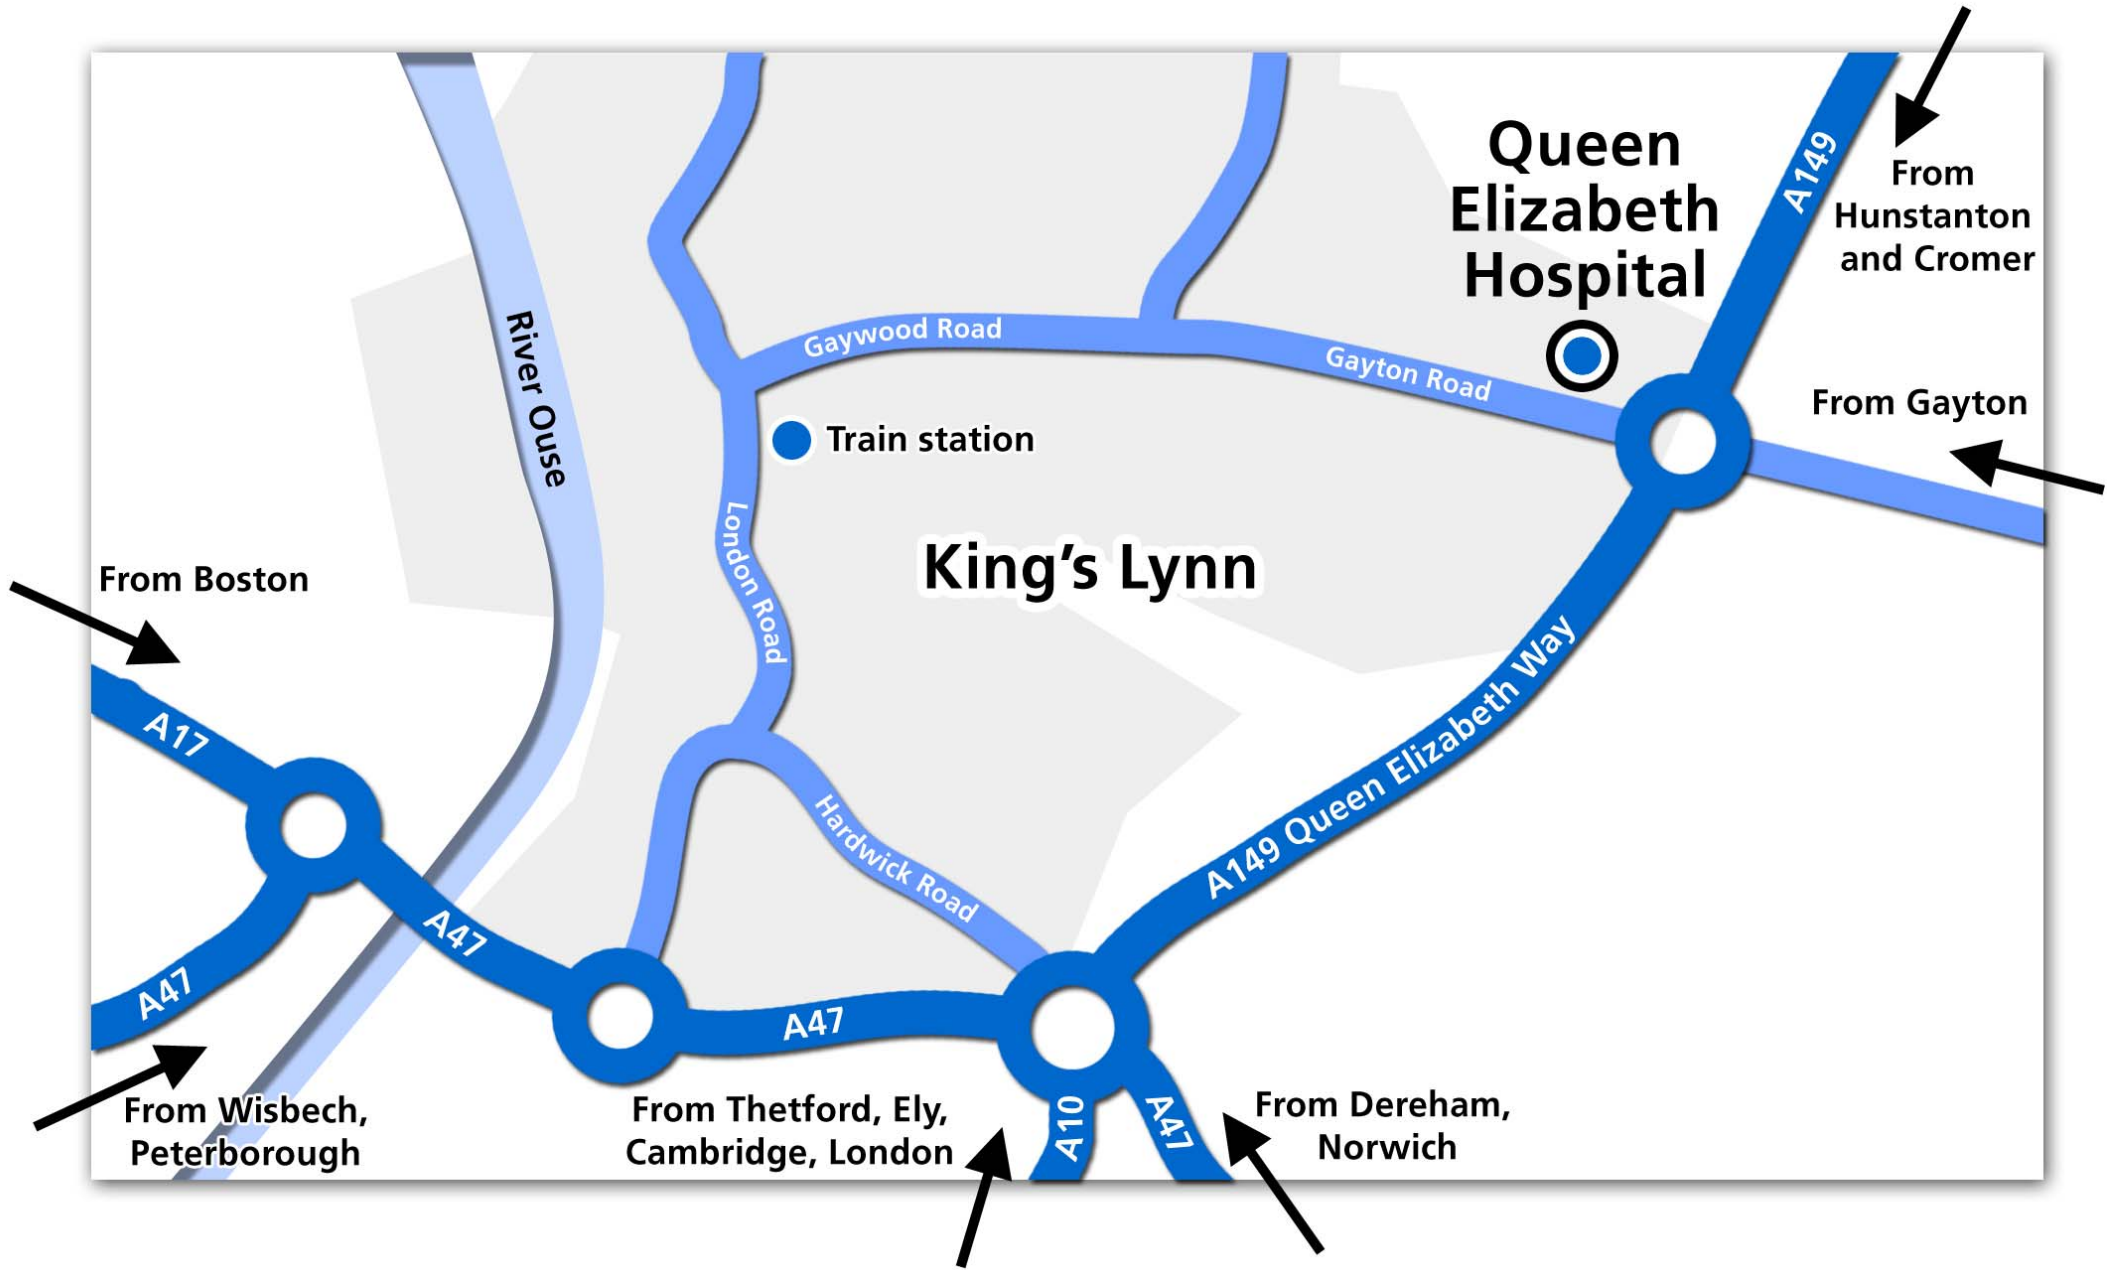 Queen
Elizabeth
Hospital
A149
From
Hunstanton
and Cromer
River Ouse
Gaywood Road
Gayton Road
From Gayton
Train station
London Road
King's Lynn
From Boston
A17
A149 Queen Elizabeth Way
Hardwick Road
A47
A47
A47
From Wisbech,
Peterborough
From Thetford, Ely,
Cambridge, London
A10
A47
From Dereham,
Norwich